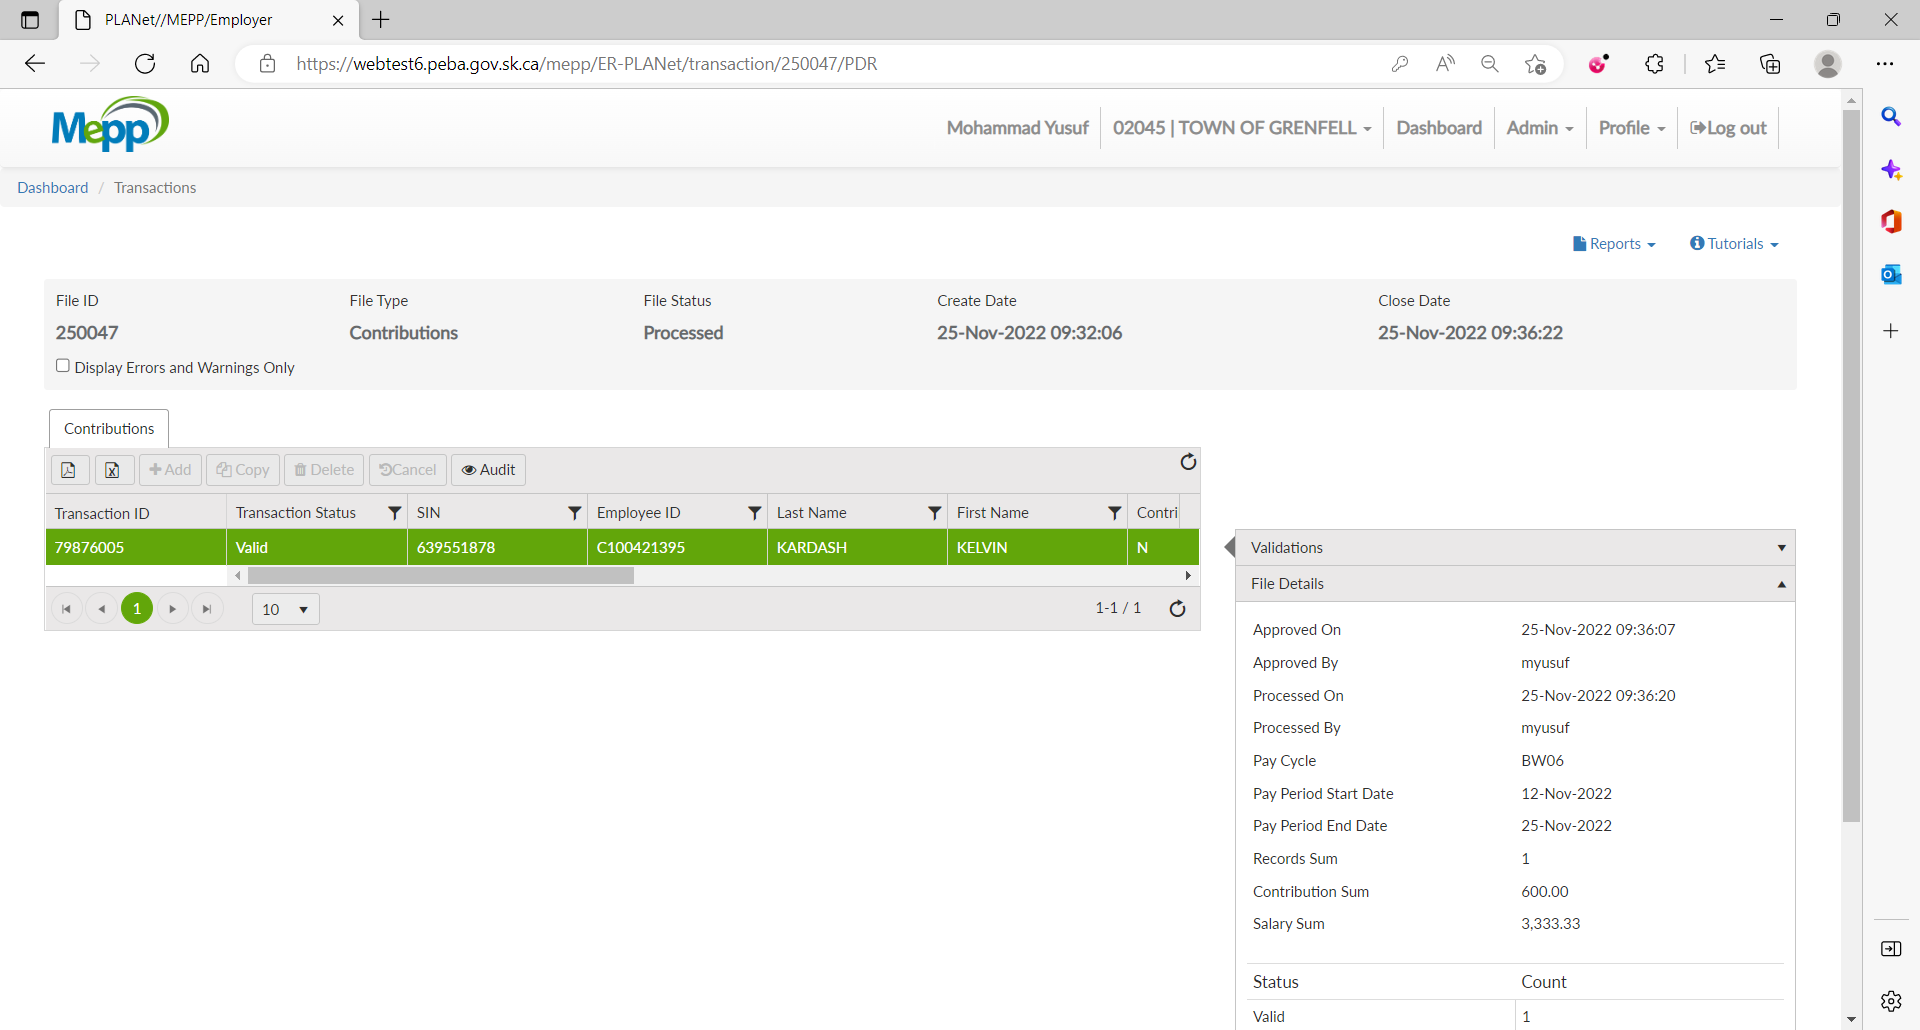 PLANet//MEPP/Employer
https://webtest6.peba.gov.sk.ca/mepp/ER-PLANet/transaction/250047/PDR
Mepp
Mohammad Yusuf
02045 | TOWN OF GRENFELL
Dashboard
Admin
Profile
Log out
Dashboard / Transactions
Reports
Tutorials
File ID
File Type
File Status
Create Date
Close Date
250047
Contributions
Processed
25-Nov-2022 09:32:06
25-Nov-2022 09:36:22
Display Errors and Warnings Only
Contributions
Add
Copy
Delete
Cancel
Audit
Transaction ID
Transaction Status
SIN
Employee ID
Last Name
First Name
Contri
79876005
Valid
639551878
C100421395
KARDASH
KELVIN
N
1
10
1-1 / 1
Validations
File Details
Approved On 25-Nov-2022 09:36:07
Approved By myusuf
Processed On 25-Nov-2022 09:36:20
Processed By myusuf
Pay Cycle BW06
Pay Period Start Date 12-Nov-2022
Pay Period End Date 25-Nov-2022
Records Sum 1
Contribution Sum 600.00
Salary Sum 3,333.33
Status Count
Valid 1